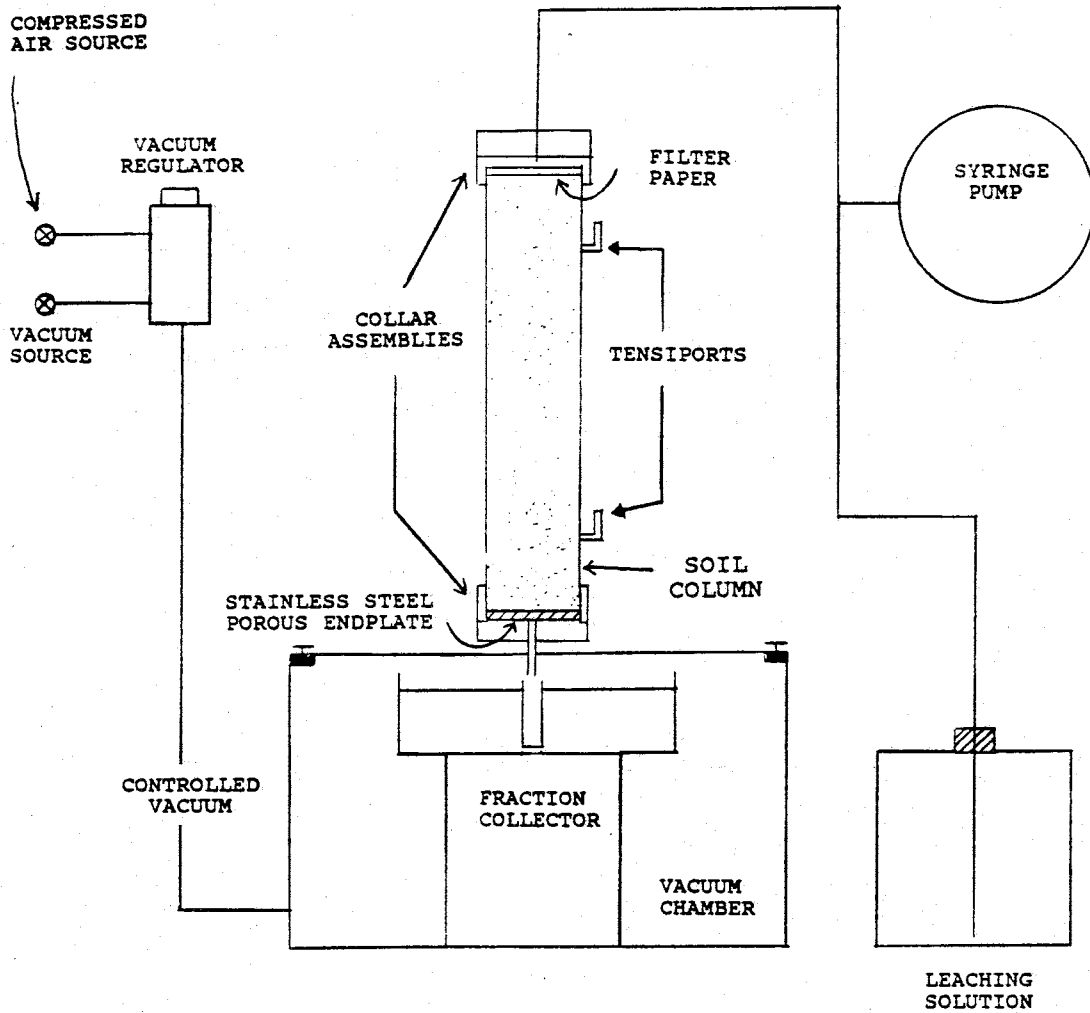 COMPRESSED
AIR SOURCE
VACUUM
REGULATOR
FILTER
PAPER
SYRINGE
PUMP
VACUUM
SOURCE
COLLAR
ASSEMBLIES
TENSIPORTS
SOIL
COLUMN
STAINLESS STEEL
POROUS ENDPLATE
CONTROLLED
VACUUM
FRACTION
COLLECTOR
VACUUM
CHAMBER
LEACHING
SOLUTION